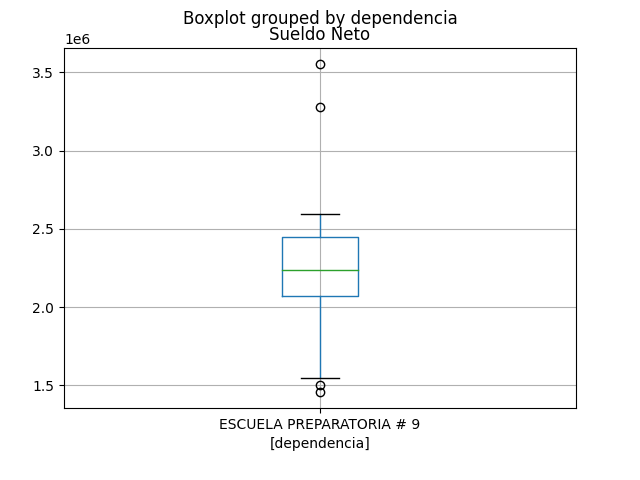 Boxplot grouped by dependencia
Sueldo Neto
1e6
3.5
3.0
2.5
2.0
1.5
ESCUELA PREPARATORIA # 9
[dependencia]